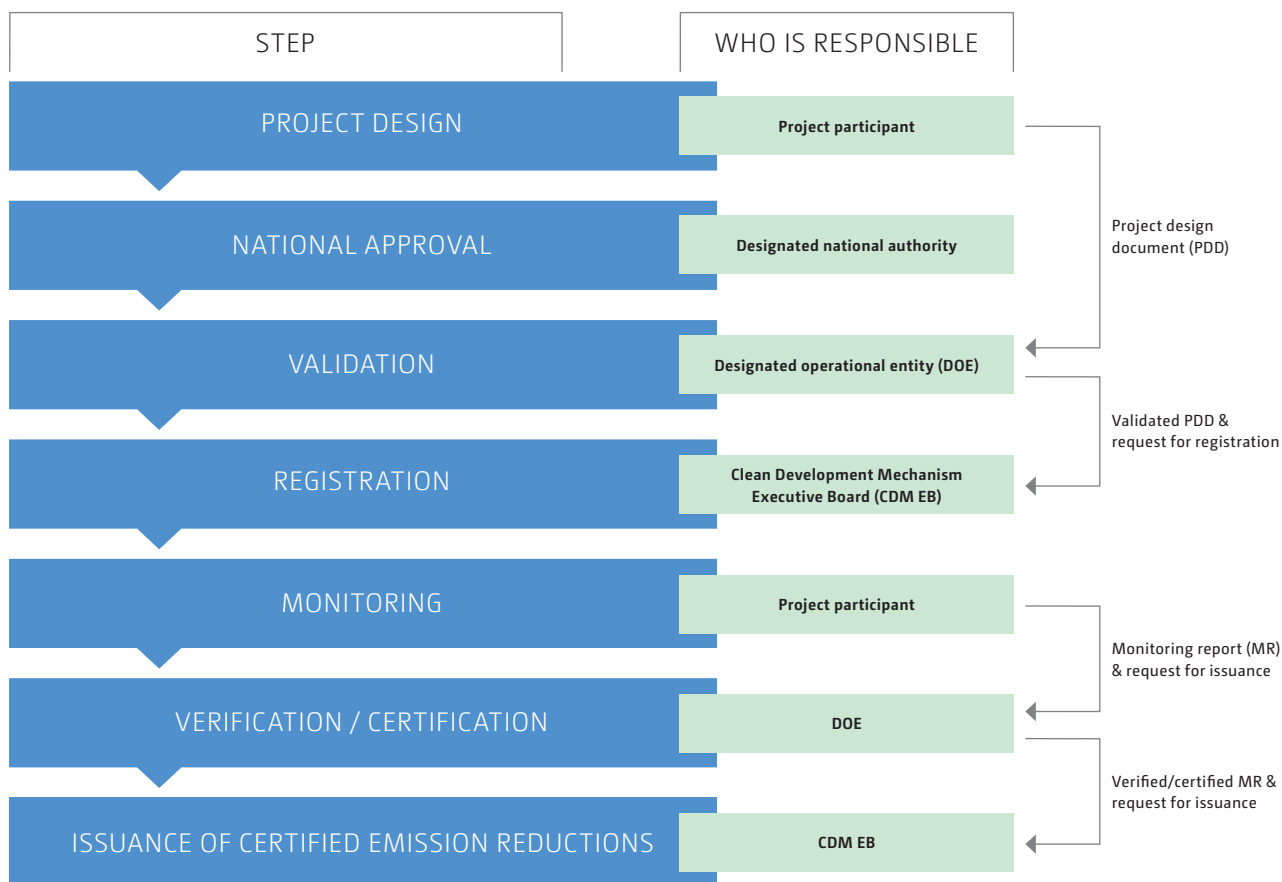 STEP
WHO IS RESPONSIBLE
PROJECT DESIGN
Project participant
NATIONAL APPROVAL
Designated national authority
Project design
document (PDD)
VALIDATION
Designated operational entity (DOE)
Validated PDD &
request for registration
REGISTRATION
Clean Development Mechanism
Executive Board (CDM EB)
MONITORING
Project participant
Monitoring report (MR)
& request for issuance
VERIFICATION / CERTIFICATION
DOE
Verified/certified MR &
request for issuance
ISSUANCE OF CERTIFIED EMISSION REDUCTIONS
CDM EB